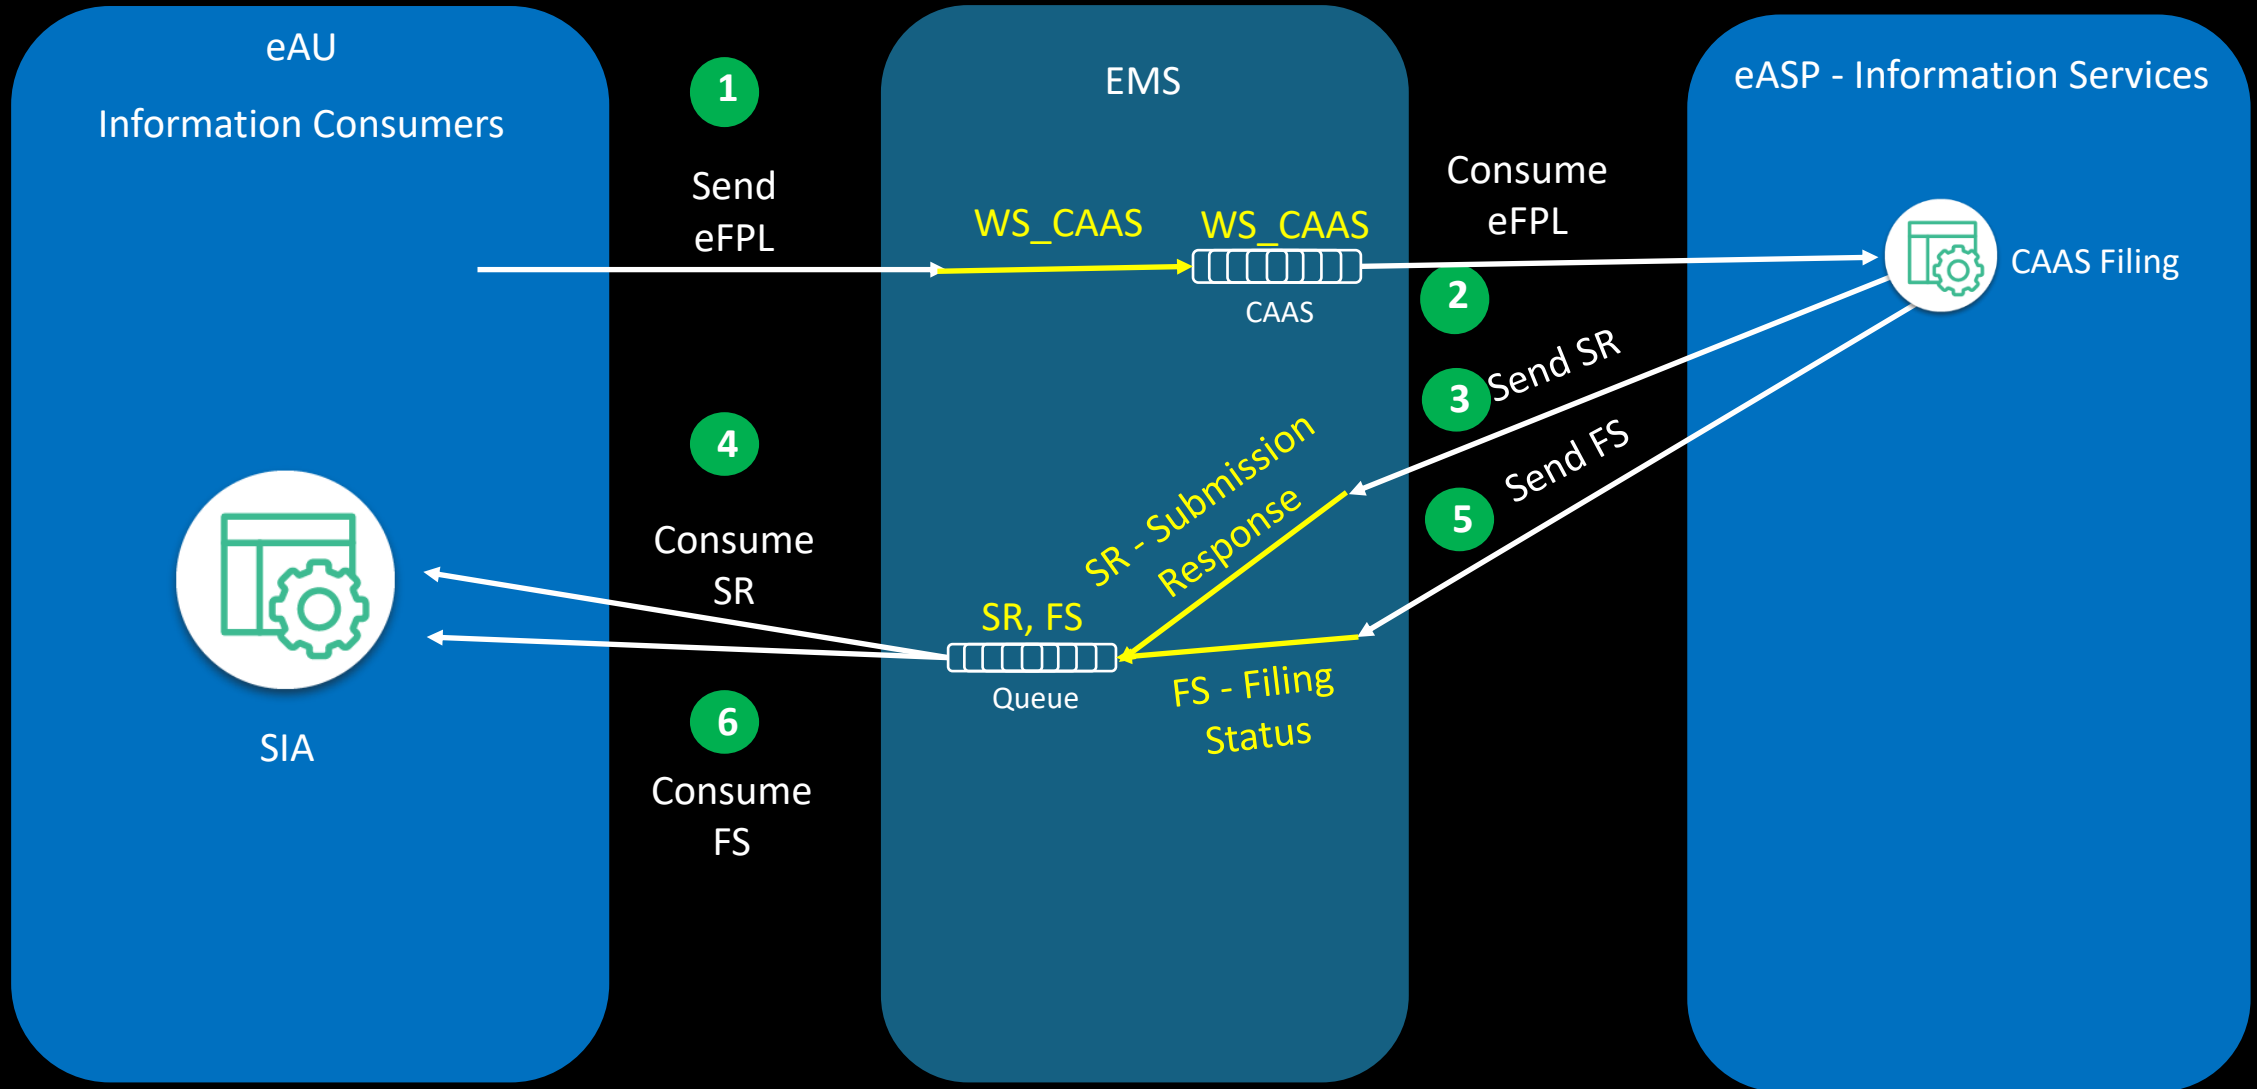 eAU
Information Consumers
1
Send
eFPL
EMS
WS_CAAS
WS_CAAS
CAAS
Consume
eFPL
2
eASP - Information Services
CAAS Filing
3
Send SR
4
Consume
SR
SR - Submission
Response
5
Send FS
SR, FS
Queue
FS - Filing
Status
SIA
6
Consume
FS